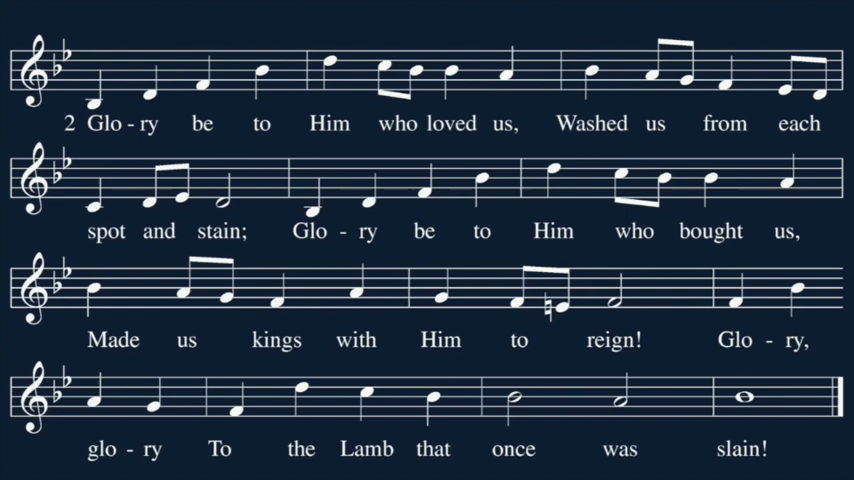 2 Glo - ry be to Him who loved us, Washed us from each
spot and stain; Glo - ry be to Him who bought us,
Made us kings with Him to reign! Glo - ry,
glo - ry To the Lamb that once was slain!